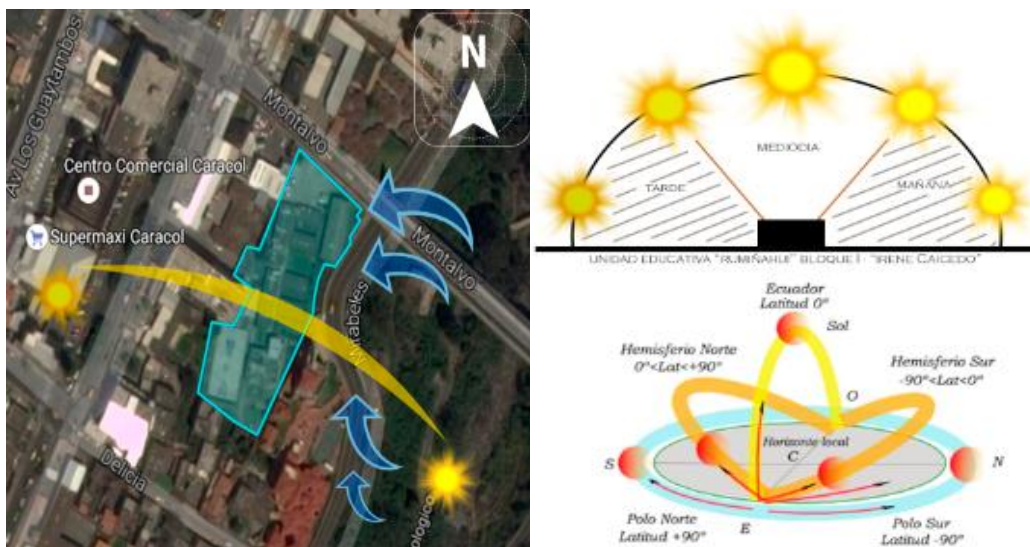 N
Av Los Guaytambos
Montalvo
Centro Comercial Caracol
Supermaxi Caracol
Montalvo
Delicia
MEDIODIA
TARDE
MAÑANA
UNIDAD EDUCATIVA "RUMIÑAHUI" BLOQUE I - "IRENE CAICEDO"
Ecuador
Latitud 0°
Sol
Hemisferio Norte
0°<Lat<+90°
Hemisferio Sur
-90°<Lat<0°
O
Horizonte local
C
S
N
E
Polo Norte
Latitud +90°
Polo Sur
Latitud -90°